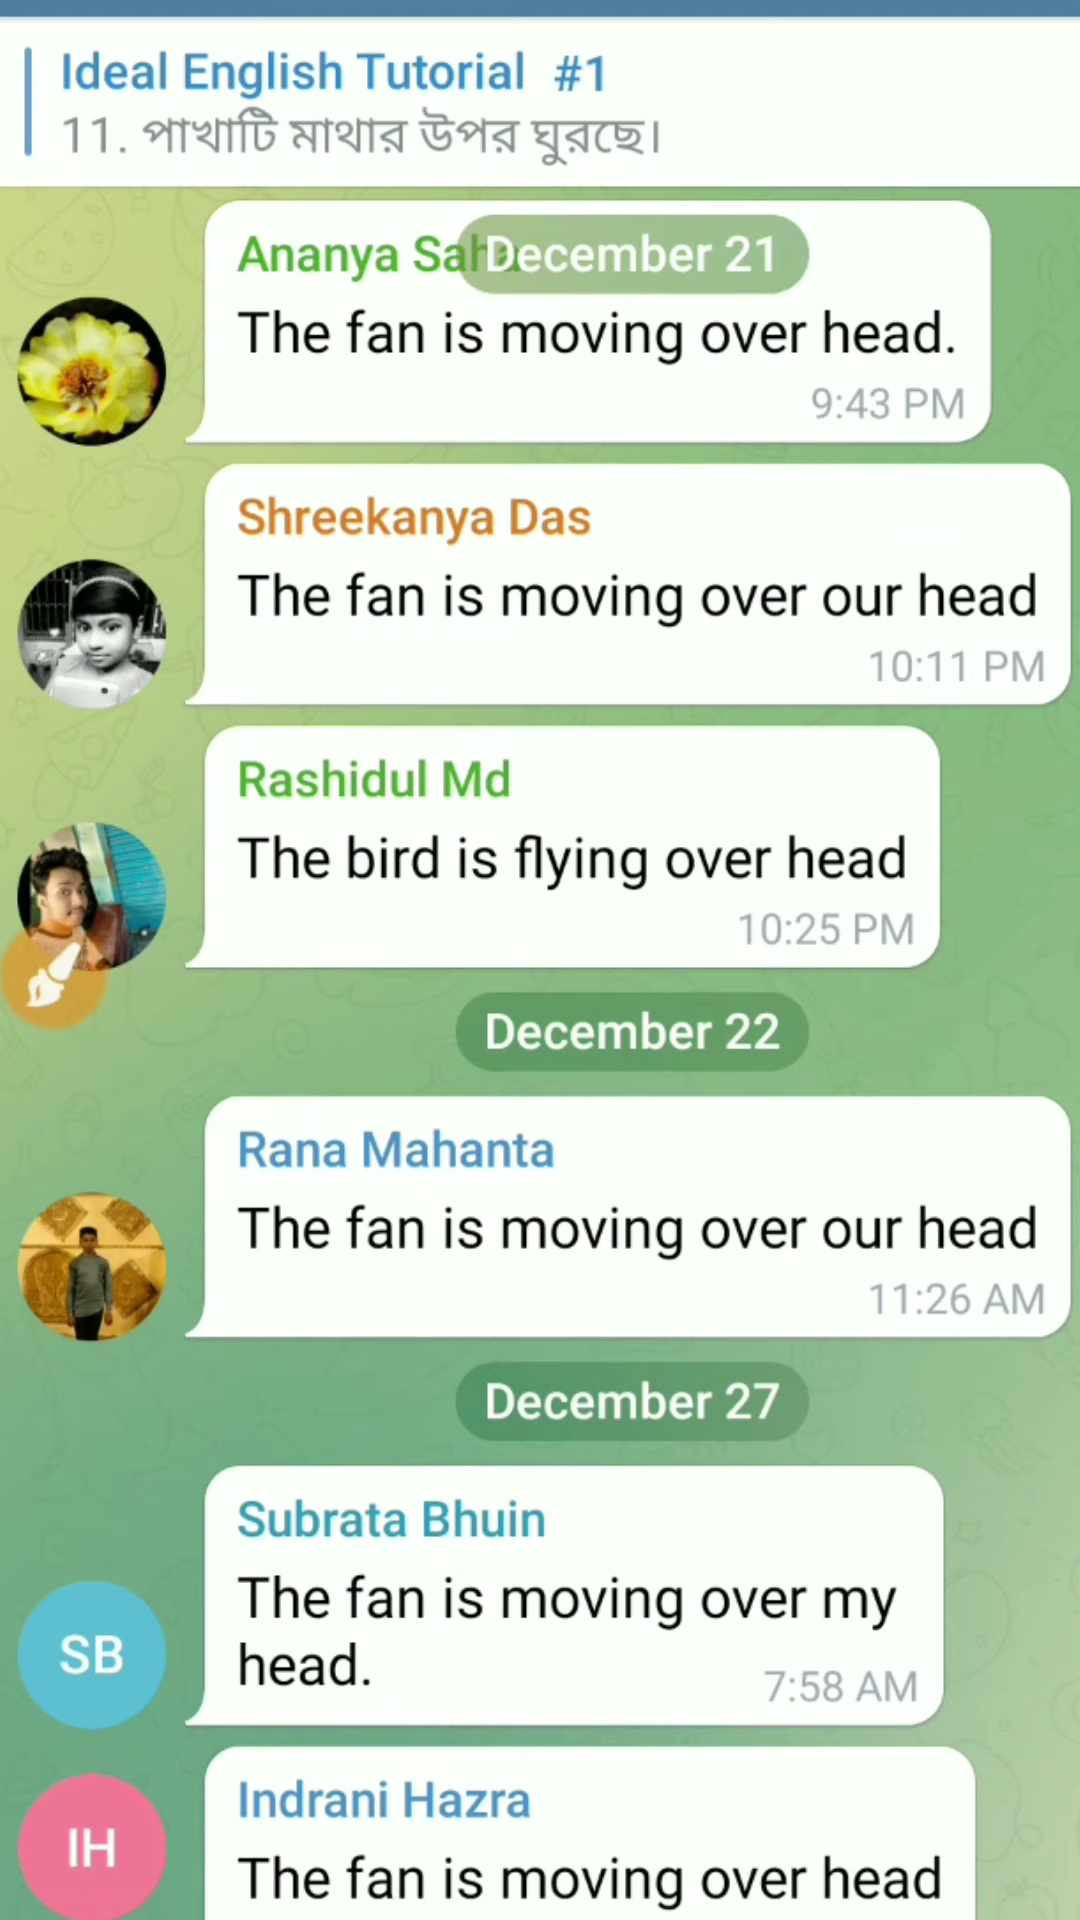 Ideal English Tutorial #1
11. পাখাটি মাথার উপর ঘুরছে।
December 21
Ananya Saha
The fan is moving over head.
9:43 PM
Shreekanya Das
The fan is moving over our head
10:11 PM
Rashidul Md
The bird is flying over head
10:25 PM
December 22
Rana Mahanta
The fan is moving over our head
11:26 AM
December 27
Subrata Bhuin
The fan is moving over my
head.
7:58 AM
SB
Indrani Hazra
IH
The fan is moving over head